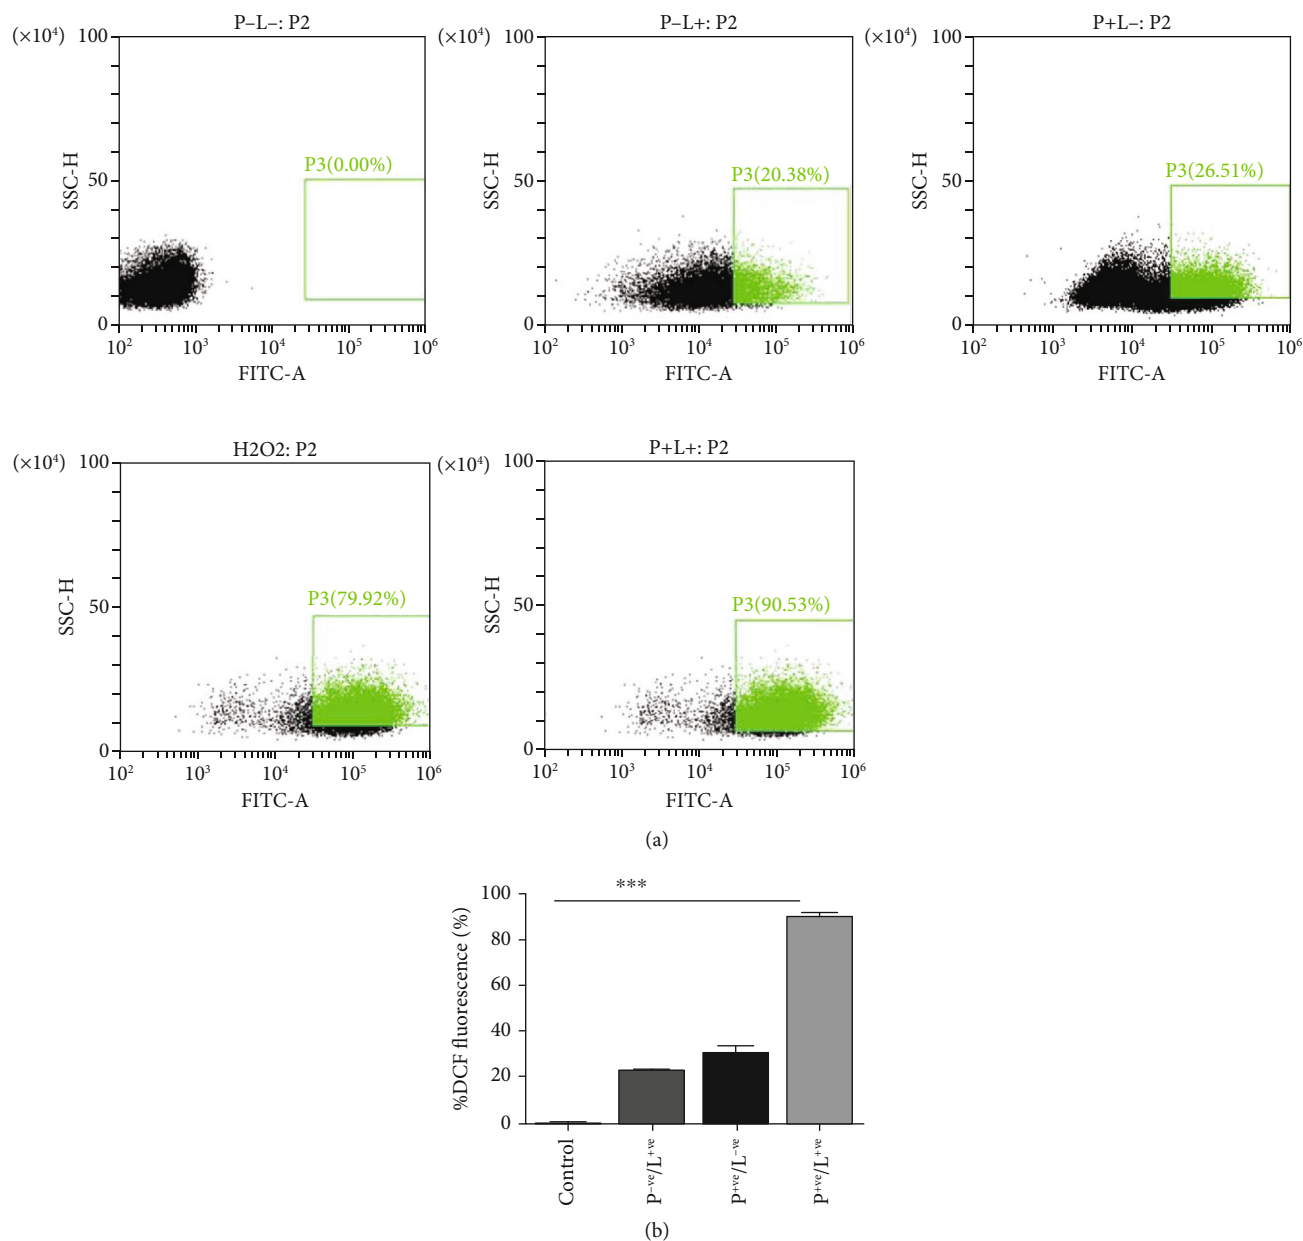 P–L–: P2
(×10⁴)
100
50
0
SSC-H
P3(0.00%)
10² 10³ 10⁴ 10⁵ 10⁶
FITC-A
P–L+: P2
(×10⁴)
100
50
0
SSC-H
P3(20.38%)
10² 10³ 10⁴ 10⁵ 10⁶
FITC-A
P+L–: P2
(×10⁴)
100
50
0
SSC-H
P3(26.51%)
10² 10³ 10⁴ 10⁵ 10⁶
FITC-A
H2O2: P2
(×10⁴)
100
50
0
SSC-H
P3(79.92%)
10² 10³ 10⁴ 10⁵ 10⁶
FITC-A
P+L+: P2
(×10⁴)
100
50
0
SSC-H
P3(90.53%)
10² 10³ 10⁴ 10⁵ 10⁶
FITC-A
(a)
***
100
80
60
40
20
0
%DCF fluorescence (%)
Control
P⁻ᵛᵉ/L⁺ᵛᵉ
P⁺ᵛᵉ/L⁻ᵛᵉ
P⁺ᵛᵉ/L⁺ᵛᵉ
(b)